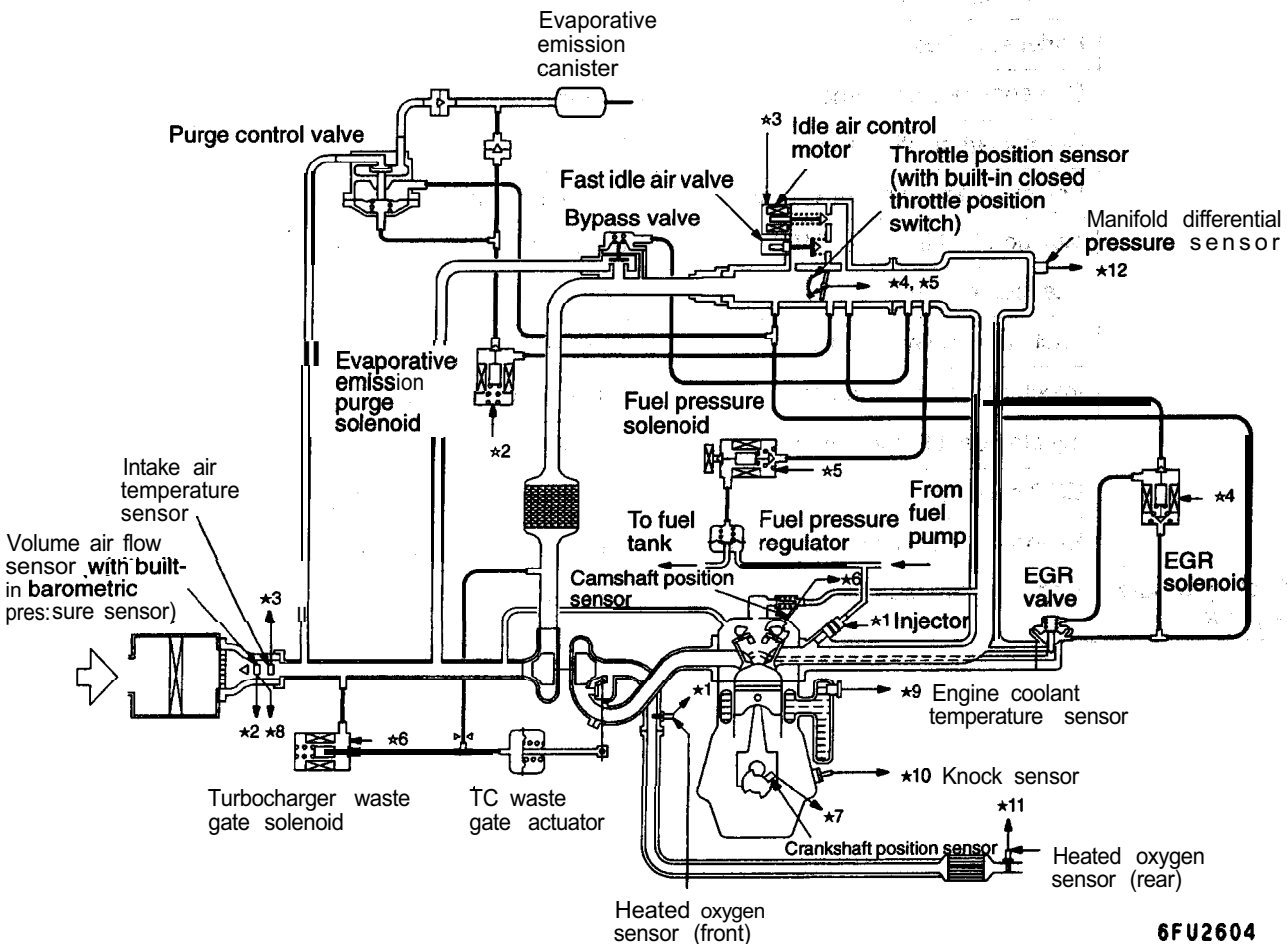 Evaporative
emission
canister
Purge control valve
★3 Idle air control
motor
Throttle position sensor
(with built-in closed
throttle position
switch)
Fast idle air valve
Bypass valve
Manifold differential
pressure sensor
★12
★4, ★5
Evaporative
emission
purge
solenoid
★2
Fuel pressure
solenoid
★5
Intake air
temperature
sensor
From
fuel
pump
★4
To fuel
tank
Fuel pressure
regulator
Volume air flow
sensor with built-
in barometric
pres:sure sensor)
★3
Camshaft position
sensor
★6
EGR
valve
EGR
solenoid
★1 Injector
★1
★9 Engine coolant
temperature sensor
★2 ★8
★6
★10 Knock sensor
Turbocharger waste
gate solenoid
TC waste
gate actuator
★7
★11
Crankshaft position sensor
Heated oxygen
sensor (rear)
Heated oxygen
sensor (front)
6FU2604